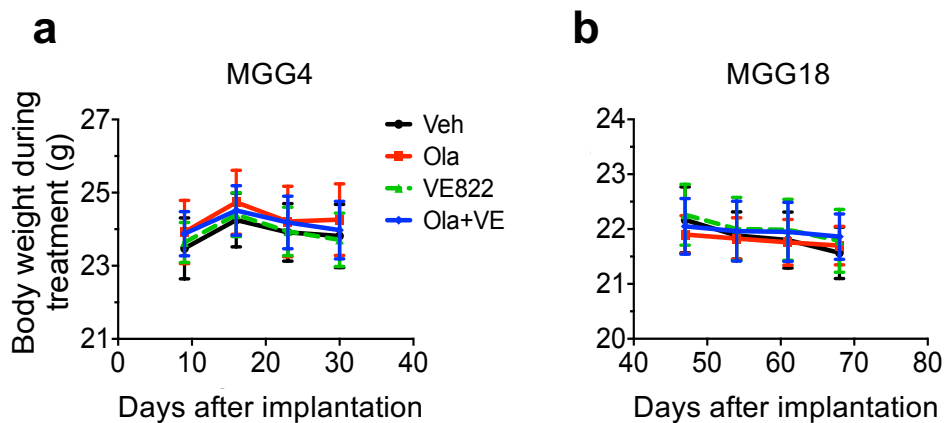 a
MGG4
Body weight during
treatment (g)
27
25
23
21
0
10
20
30
40
Days after implantation
Veh
Ola
VE822
Ola+VE
b
MGG18
24
23
22
21
20
40
50
60
70
80
Days after implantation